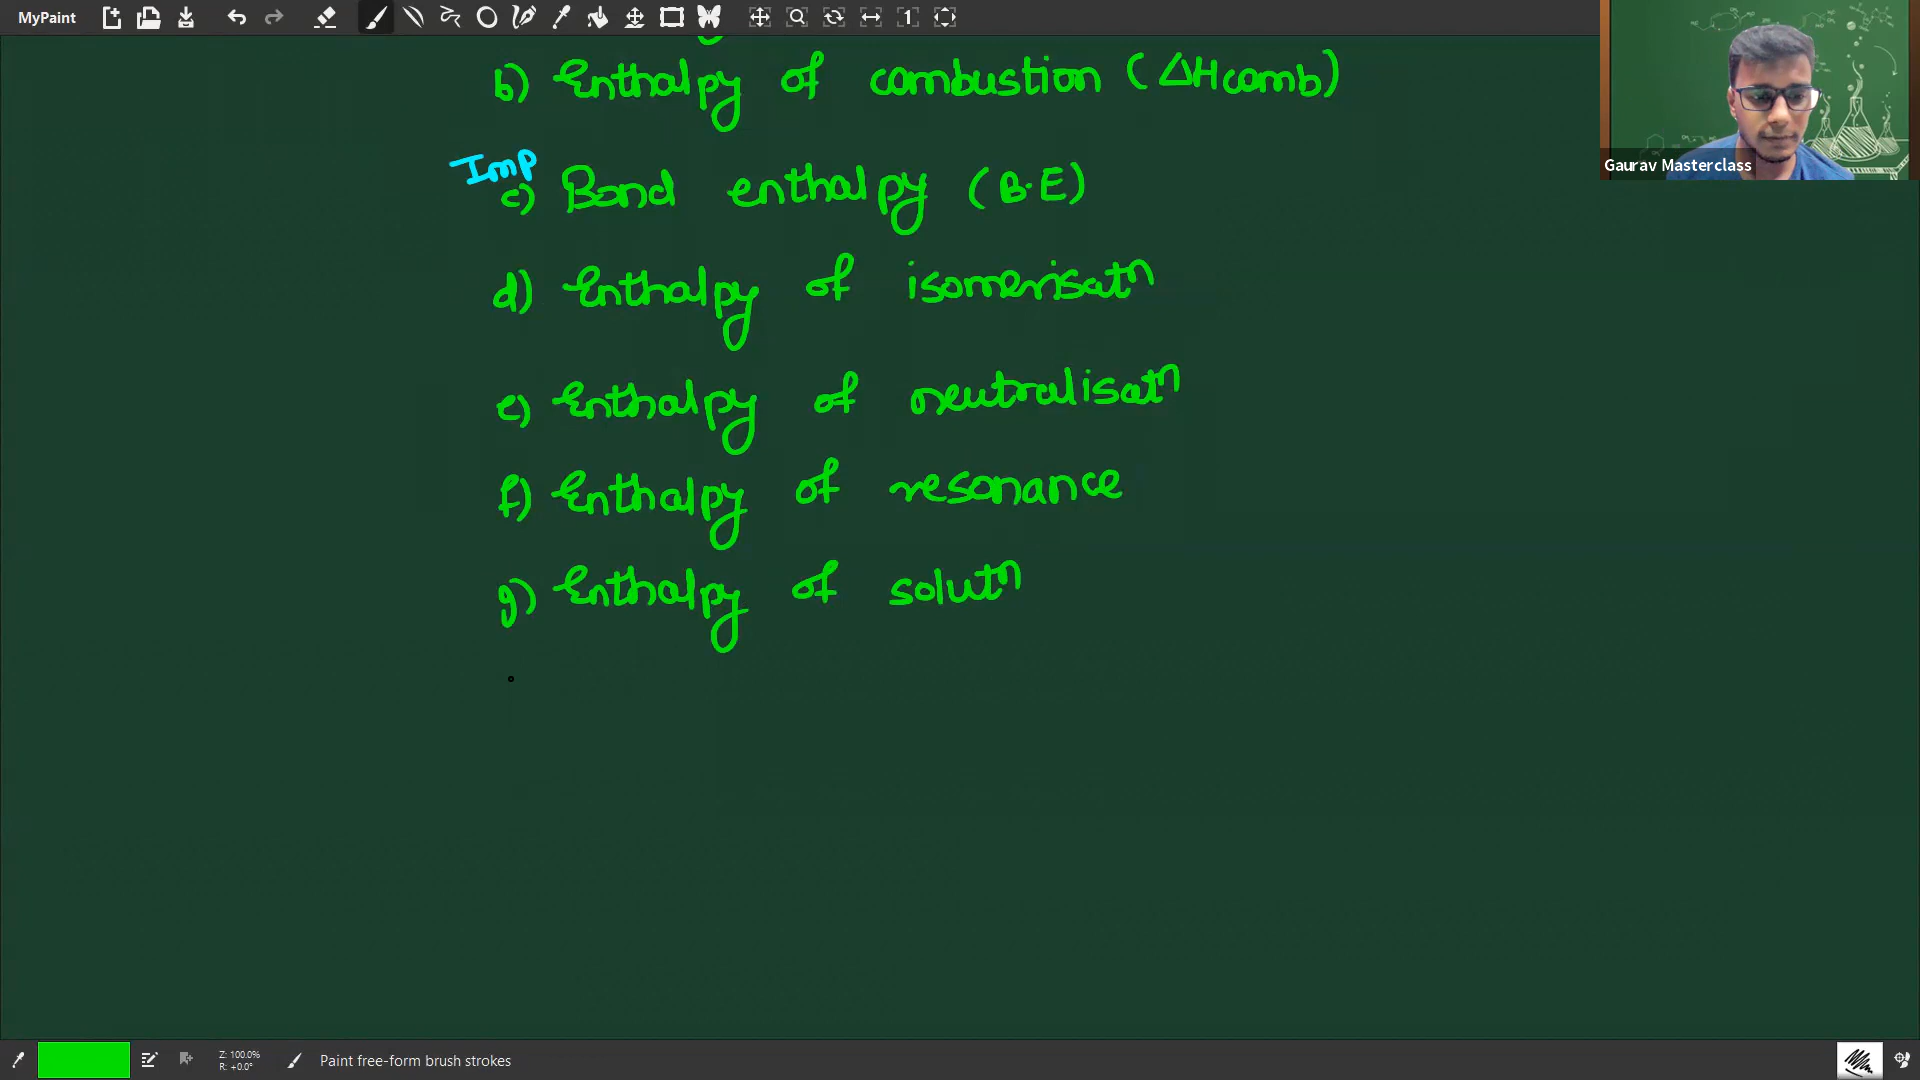 MyPaint
Gaurav Masterclass
b) Enthalpy of combustion (ΔHcomb)
Imp
c) Bond enthalpy (B.E)
d) Enthalpy of isomerisatⁿ
e) Enthalpy of neutralisatⁿ
f) Enthalpy of resonance
g) Enthalpy of solutⁿ
Z: 100.0%
R: +0.0°
Paint free-form brush strokes